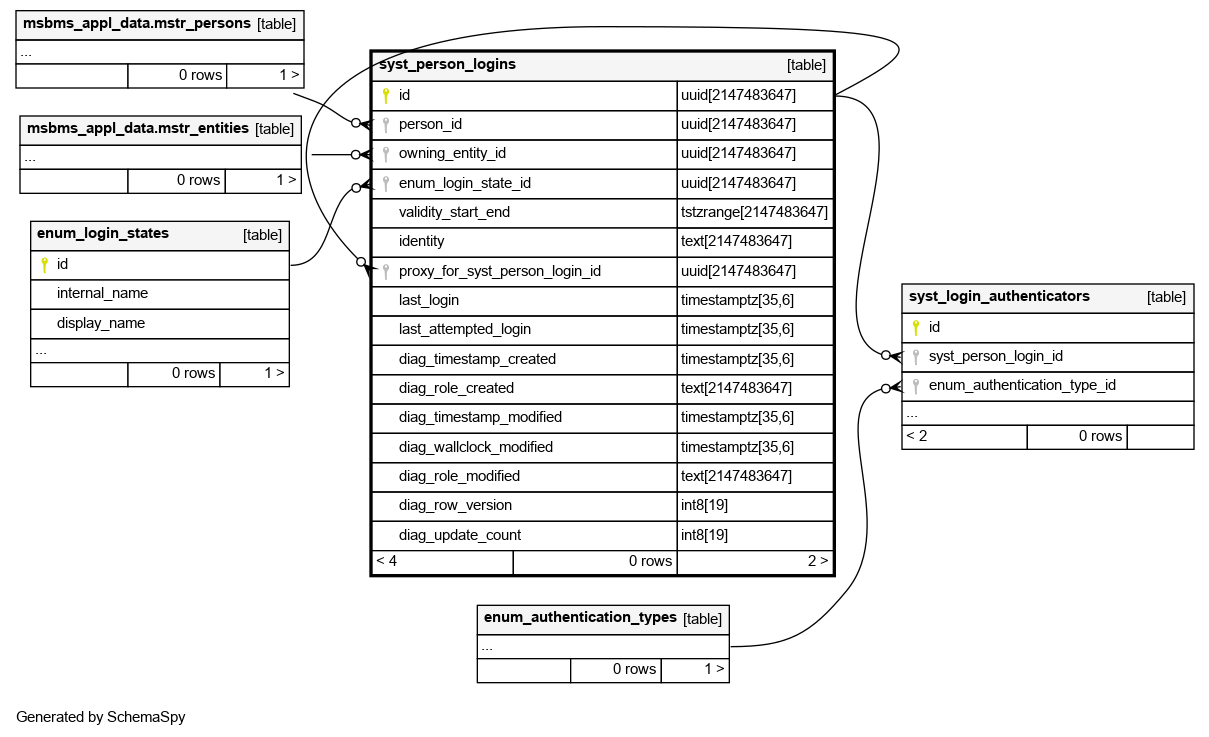 msbms_appl_data.mstr_persons [table]
...
0 rows 1 >
msbms_appl_data.mstr_entities [table]
...
0 rows 1 >
enum_login_states [table]
id
internal_name
display_name
...
0 rows 1 >
syst_person_logins [table]
id uuid[2147483647]
person_id uuid[2147483647]
owning_entity_id uuid[2147483647]
enum_login_state_id uuid[2147483647]
validity_start_end tstzrange[2147483647]
identity text[2147483647]
proxy_for_syst_person_login_id uuid[2147483647]
last_login timestamptz[35,6]
last_attempted_login timestamptz[35,6]
diag_timestamp_created timestamptz[35,6]
diag_role_created text[2147483647]
diag_timestamp_modified timestamptz[35,6]
diag_wallclock_modified timestamptz[35,6]
diag_role_modified text[2147483647]
diag_row_version int8[19]
diag_update_count int8[19]
< 4 0 rows 2 >
syst_login_authenticators [table]
id
syst_person_login_id
enum_authentication_type_id
...
< 2 0 rows
enum_authentication_types [table]
...
0 rows 1 >
Generated by SchemaSpy